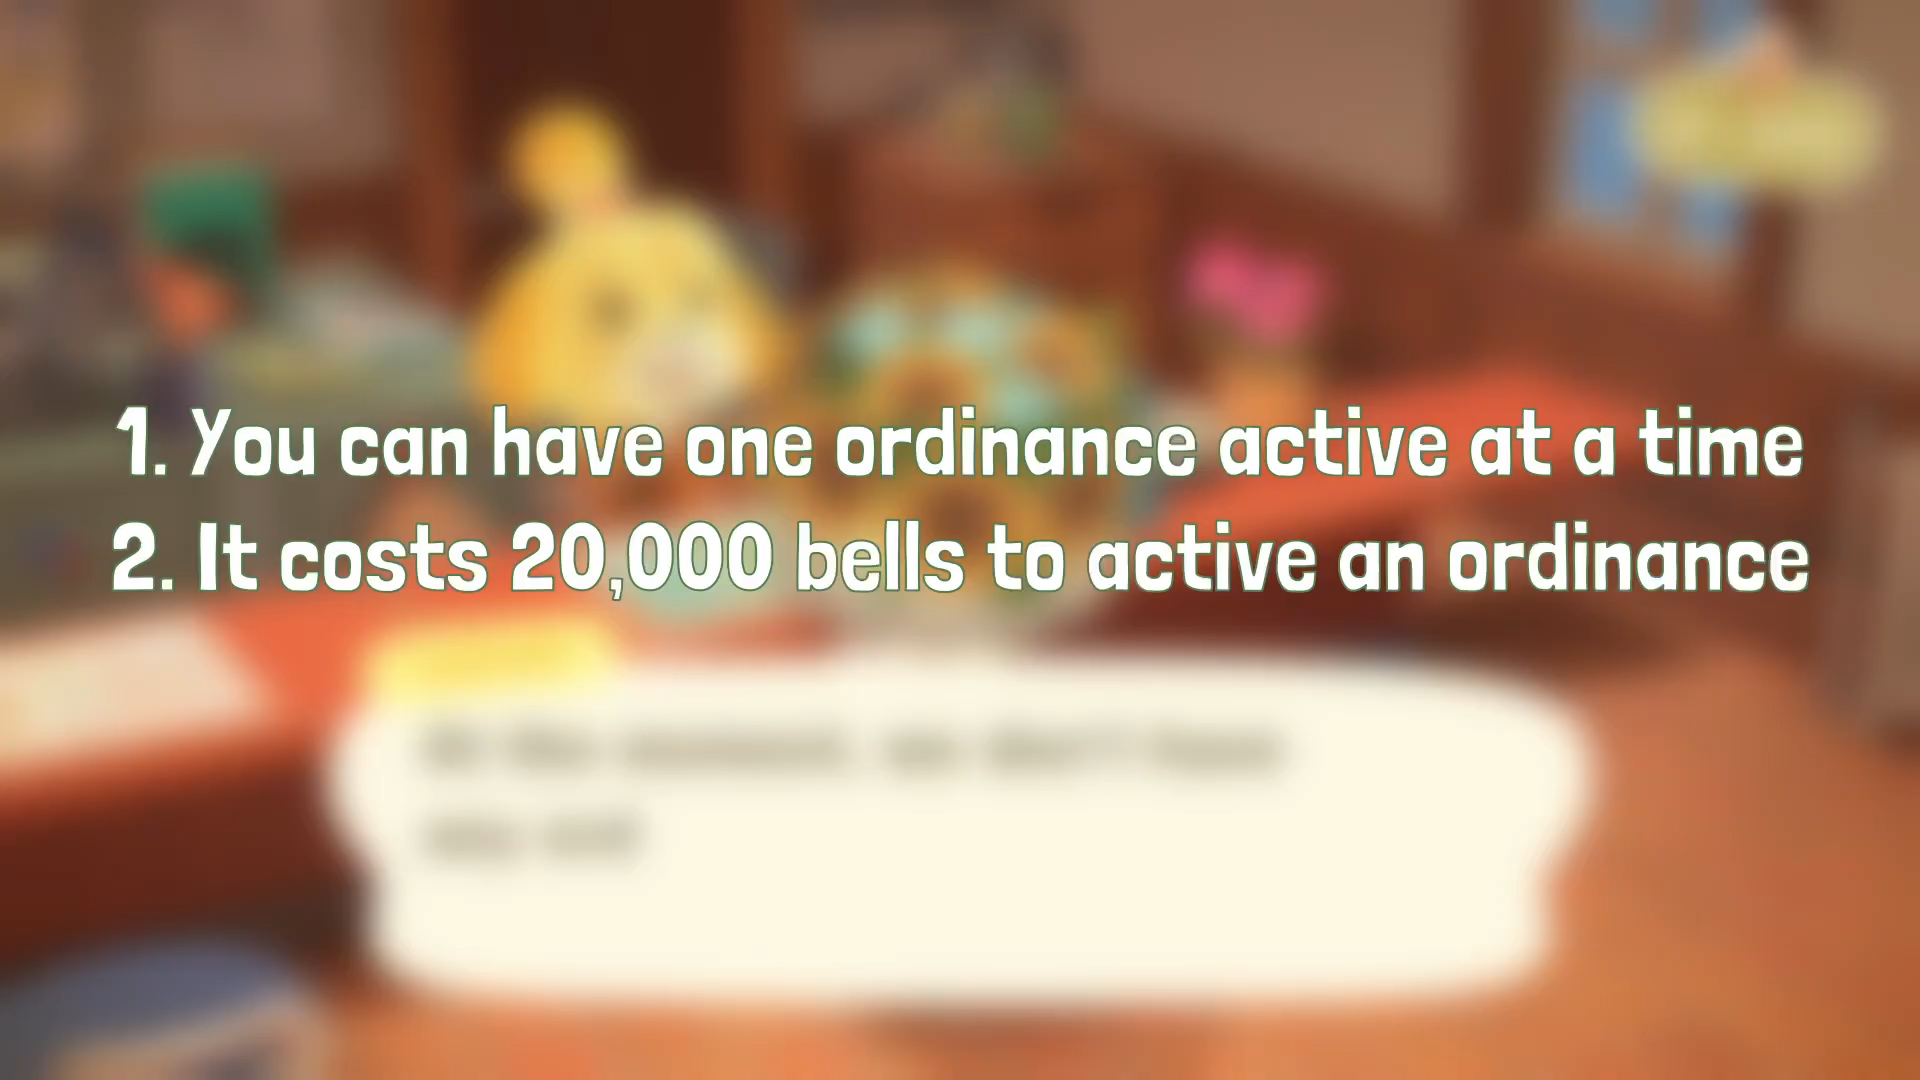 1. You can have one ordinance active at a time
2. It costs 20,000 bells to active an ordinance